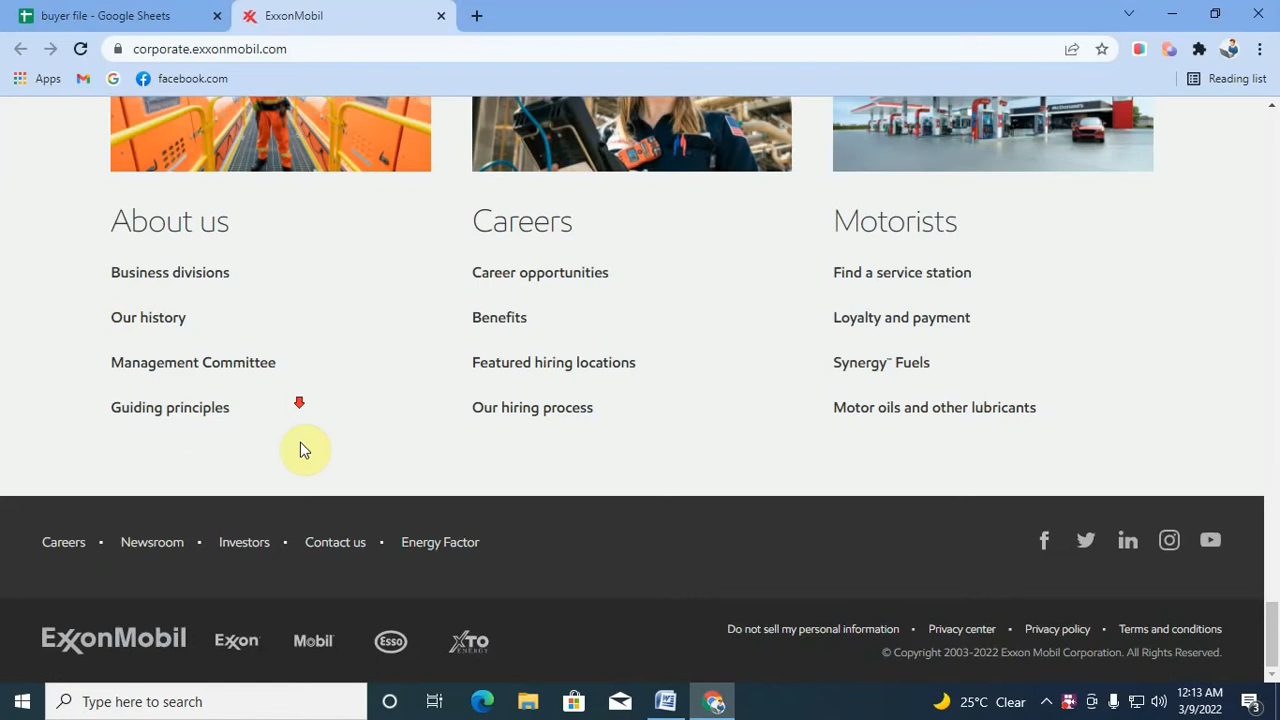 buyer file - Google Sheets
ExxonMobil
corporate.exxonmobil.com
Apps
facebook.com
Reading list
McDonald's
About us
Careers
Motorists
Business divisions
Career opportunities
Find a service station
Our history
Benefits
Loyalty and payment
Management Committee
Featured hiring locations
Synergy™ Fuels
Guiding principles
Our hiring process
Motor oils and other lubricants
Careers • Newsroom • Investors • Contact us • Energy Factor
ExxonMobil Exxon Mobil Esso XTO ENERGY
Do not sell my personal information • Privacy center • Privacy policy • Terms and conditions
© Copyright 2003-2022 Exxon Mobil Corporation. All Rights Reserved.
Type here to search
25°C Clear
12:13 AM
3/9/2022
3